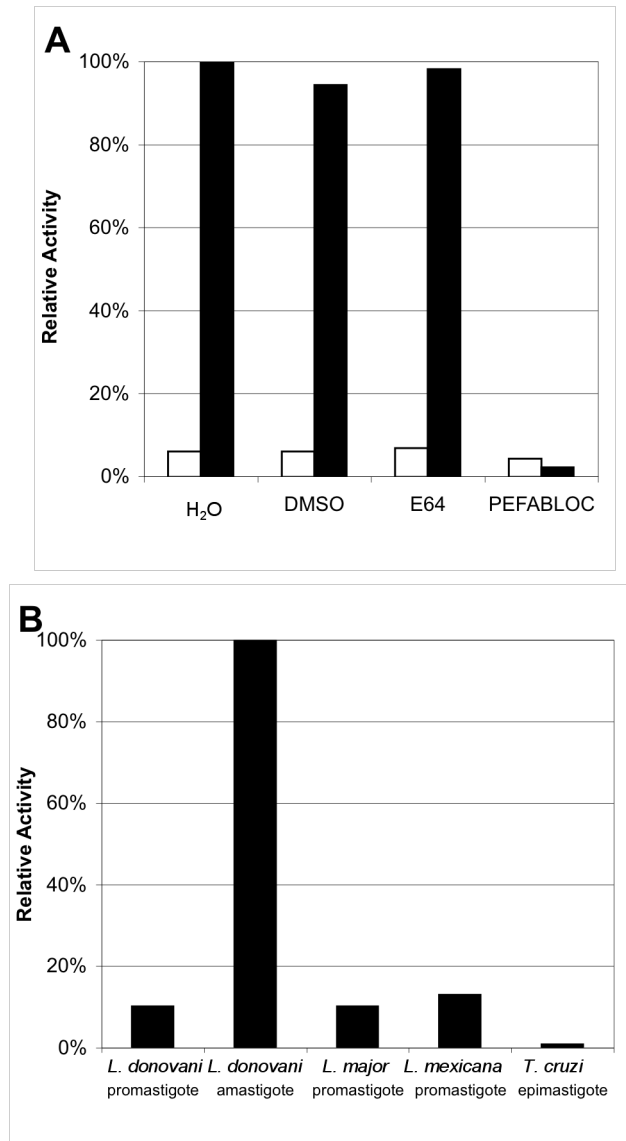 A
100%
80%
60%
40%
20%
0%
Relative Activity
H₂O DMSO E64 PEFABLOC
B
100%
80%
60%
40%
20%
0%
Relative Activity
L. donovani L. donovani L. major L. mexicana T. cruzi
promastigote amastigote promastigote promastigote epimastigote